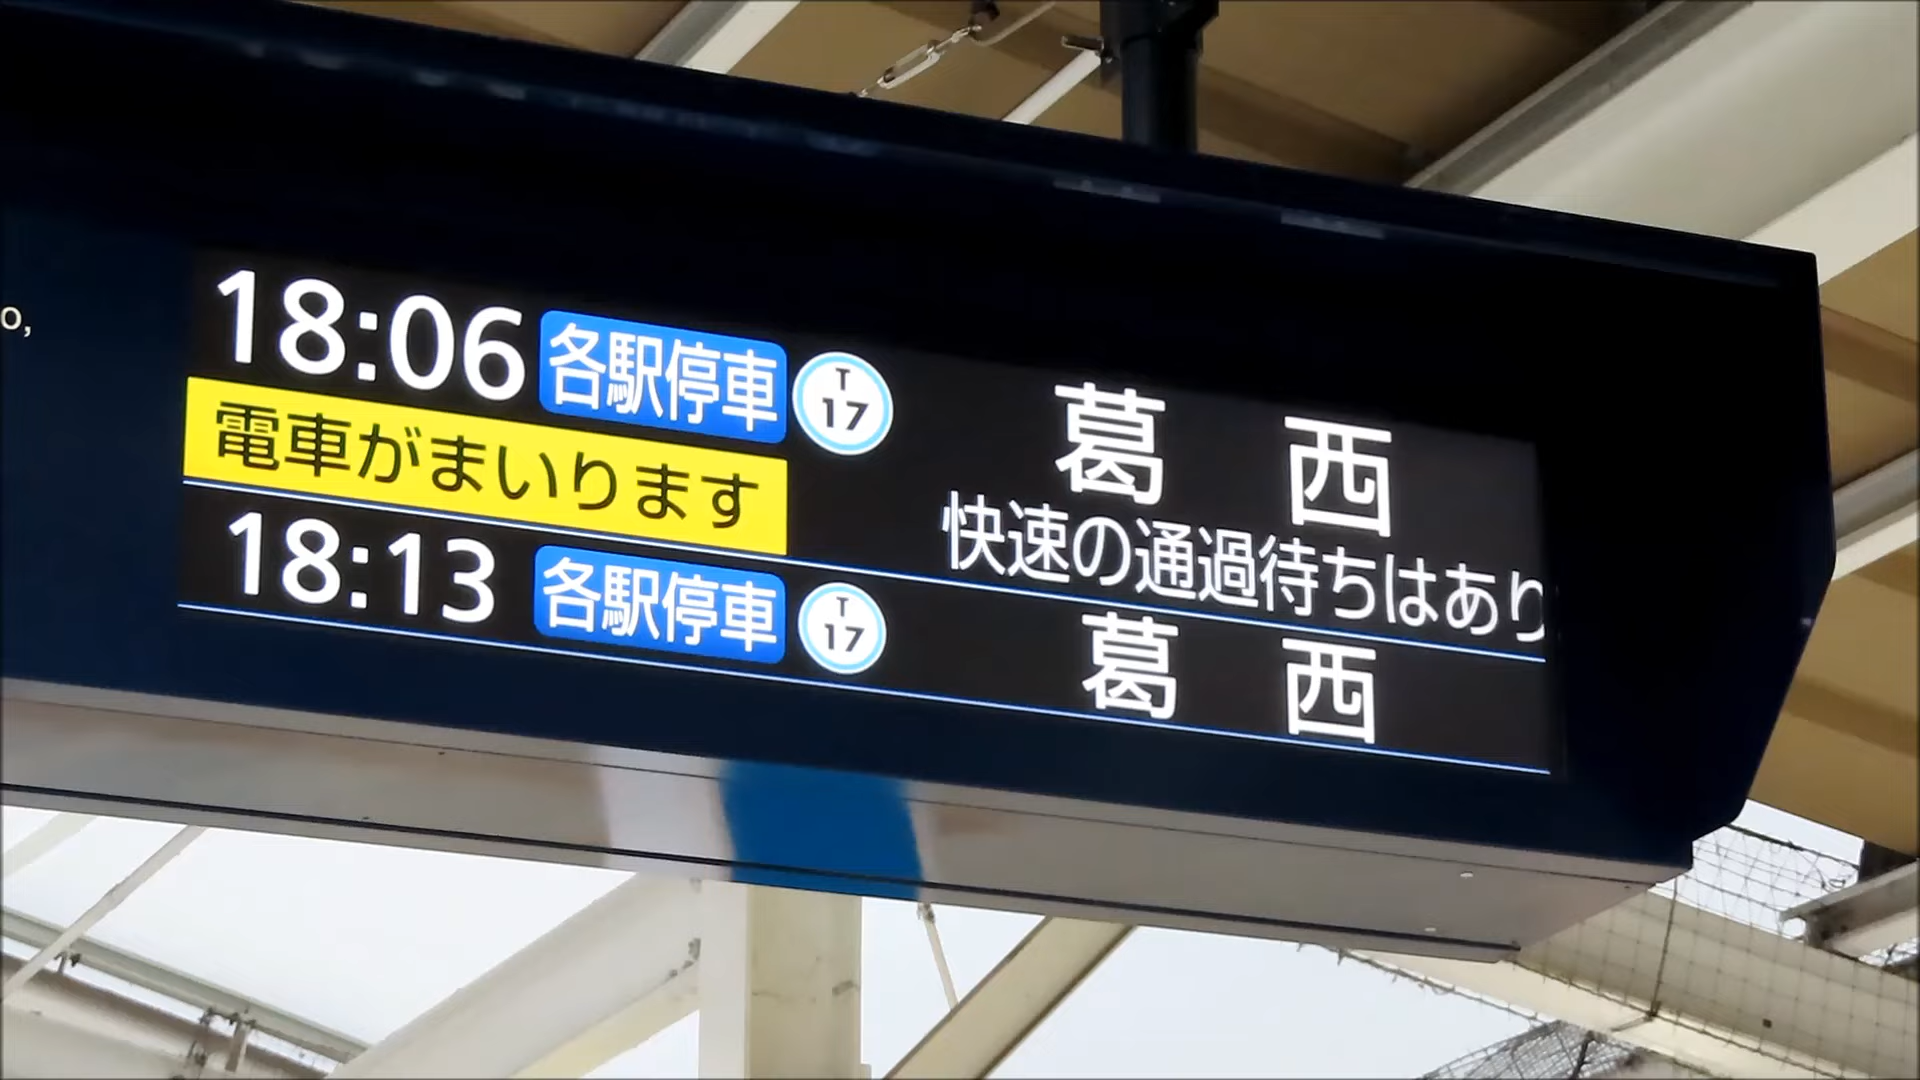 o,
18:06 各駅停車 T 17 葛 西
電車がまいります
快速の通過待ちはあり
18:13 各駅停車 T 17 葛 西